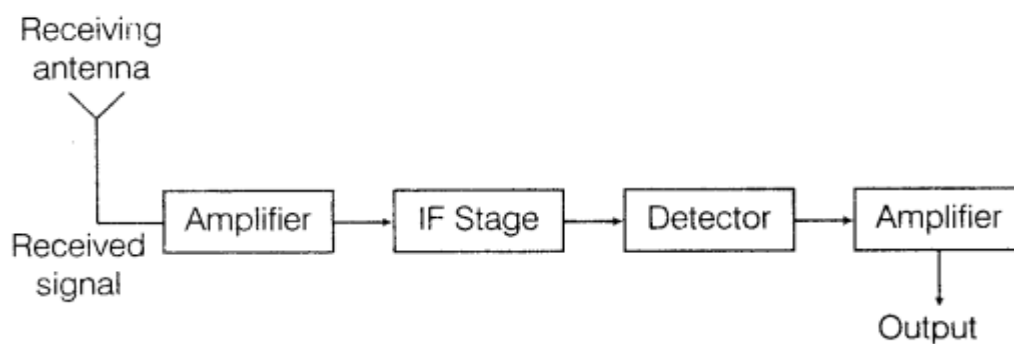 Receiving
antenna
Amplifier
IF Stage
Detector
Amplifier
Received
signal
Output